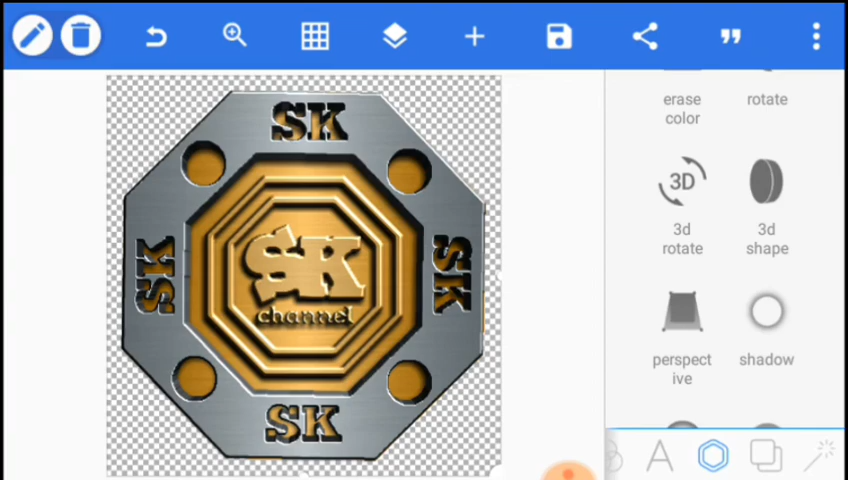 SK
SK
SK
SK
channel
SK
erase
color
rotate
3D
3d
rotate
3d
shape
perspect
ive
shadow
A